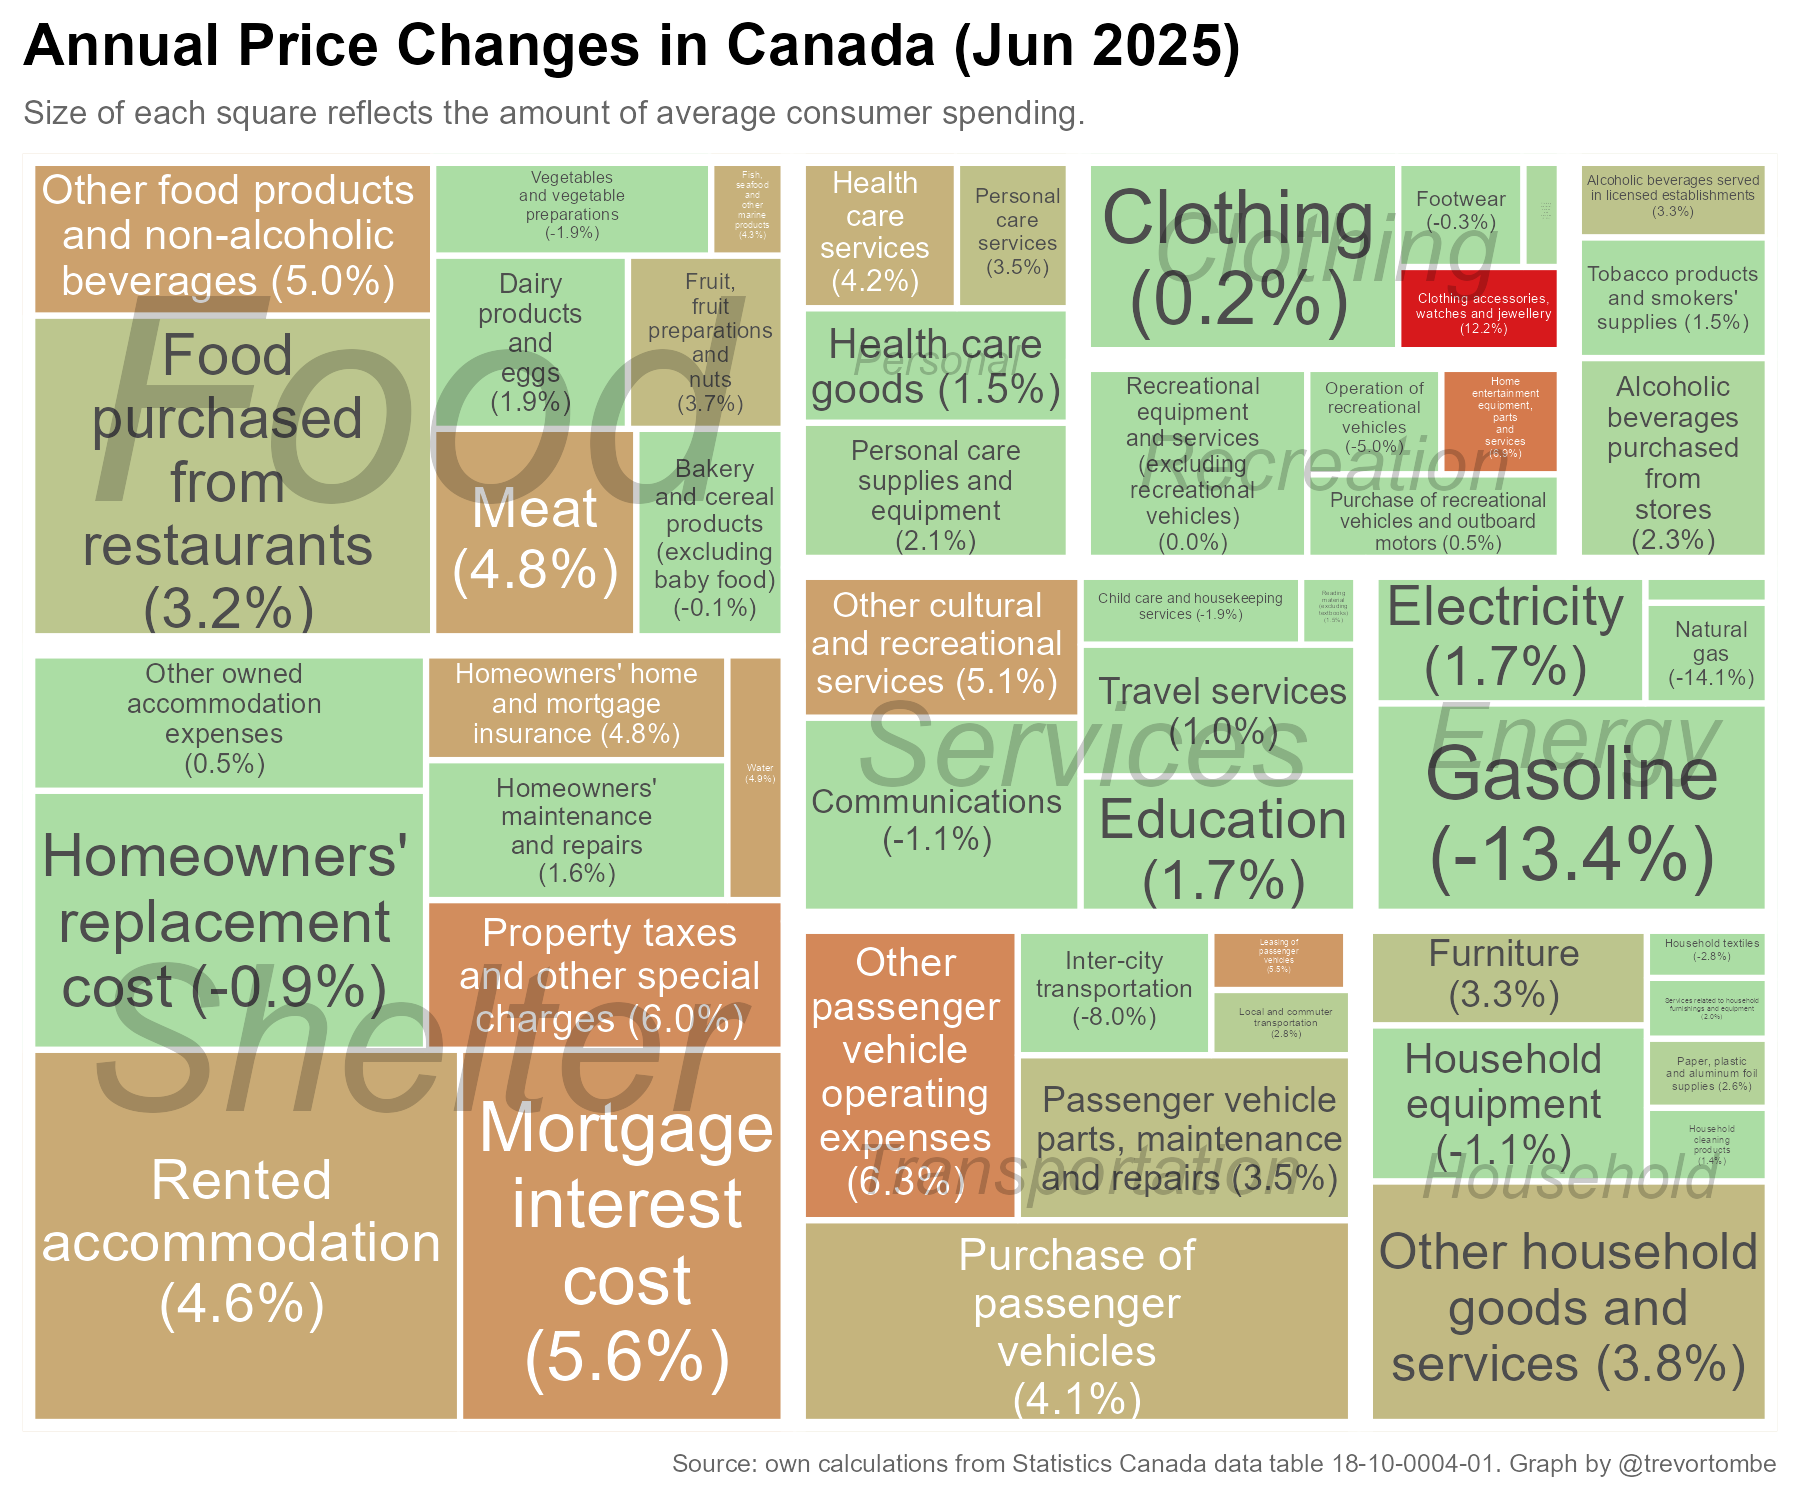 Annual Price Changes in Canada (Jun 2025)
Size of each square reflects the amount of average consumer spending.
Other food products
and non-alcoholic
beverages (5.0%)
Vegetables
and vegetable
preparations
(-1.9%)
Fish,
seafood
and
other
marine
products
(4.3%)
Food
purchased
from
restaurants
(3.2%)
Dairy
products
and
eggs
(1.9%)
Fruit,
fruit
preparations
and
nuts
(3.7%)
Meat
(4.8%)
Bakery
and cereal
products
(excluding
baby food)
(-0.1%)
Food
Health
care
services
(4.2%)
Personal
care
services
(3.5%)
Health care
goods (1.5%)
Personal care
supplies and
equipment
(2.1%)
Personal
Clothing
(0.2%)
Footwear
(-0.3%)
Clothing accessories,
watches and jewellery
(12.2%)
Clothing
Recreational
equipment
and services
(excluding
recreational
vehicles)
(0.0%)
Operation of
recreational
vehicles
(-5.0%)
Home
entertainment
equipment,
parts
and
services
(6.9%)
Purchase of recreational
vehicles and outboard
motors (0.5%)
Recreation
Alcoholic beverages served
in licensed establishments
(3.3%)
Tobacco products
and smokers'
supplies (1.5%)
Alcoholic
beverages
purchased
from
stores
(2.3%)
Other owned
accommodation
expenses
(0.5%)
Homeowners' home
and mortgage
insurance (4.8%)
Water
(4.9%)
Homeowners'
maintenance
and repairs
(1.6%)
Homeowners'
replacement
cost (-0.9%)
Property taxes
and other special
charges (6.0%)
Rented
accommodation
(4.6%)
Mortgage
interest
cost
(5.6%)
Shelter
Other cultural
and recreational
services (5.1%)
Child care and housekeeping
services (-1.9%)
Reading
material
(excluding
textbooks)
Travel services
(1.0%)
Communications
(-1.1%)
Education
(1.7%)
Services
Electricity
(1.7%)
Natural
gas
(-14.1%)
Gasoline
(-13.4%)
Energy
Other
passenger
vehicle
operating
expenses
(6.3%)
Inter-city
transportation
(-8.0%)
Leasing of
passenger
vehicles
(5.5%)
Local and commuter
transportation
(2.8%)
Passenger vehicle
parts, maintenance
and repairs (3.5%)
Purchase of
passenger
vehicles
(4.1%)
Transportation
Furniture
(3.3%)
Household textiles
(-2.8%)
Services related to household
furnishings and equipment
(2.0%)
Household
equipment
(-1.1%)
Paper, plastic
and aluminum foil
supplies (2.6%)
Household
cleaning
products
(1.4%)
Other household
goods and
services (3.8%)
Household
Source: own calculations from Statistics Canada data table 18-10-0004-01. Graph by @trevortombe